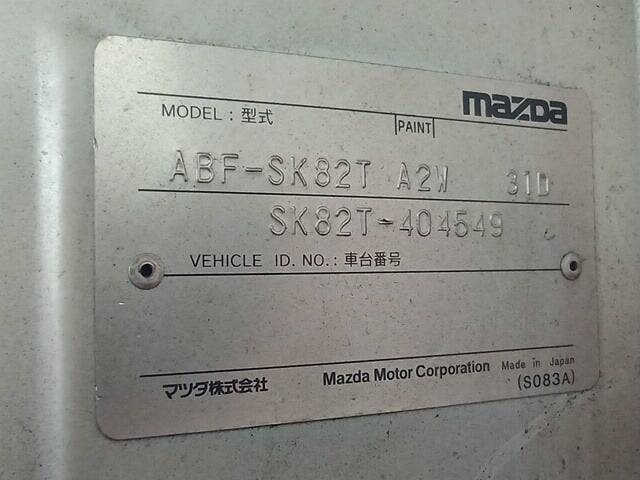 mazda
MODEL : 型式
PAINT
ABF-SK82T A2W 31D
SK82T-404549
VEHICLE ID. NO. : 車台番号
マツダ株式会社 Mazda Motor Corporation Made in Japan
(S083A)